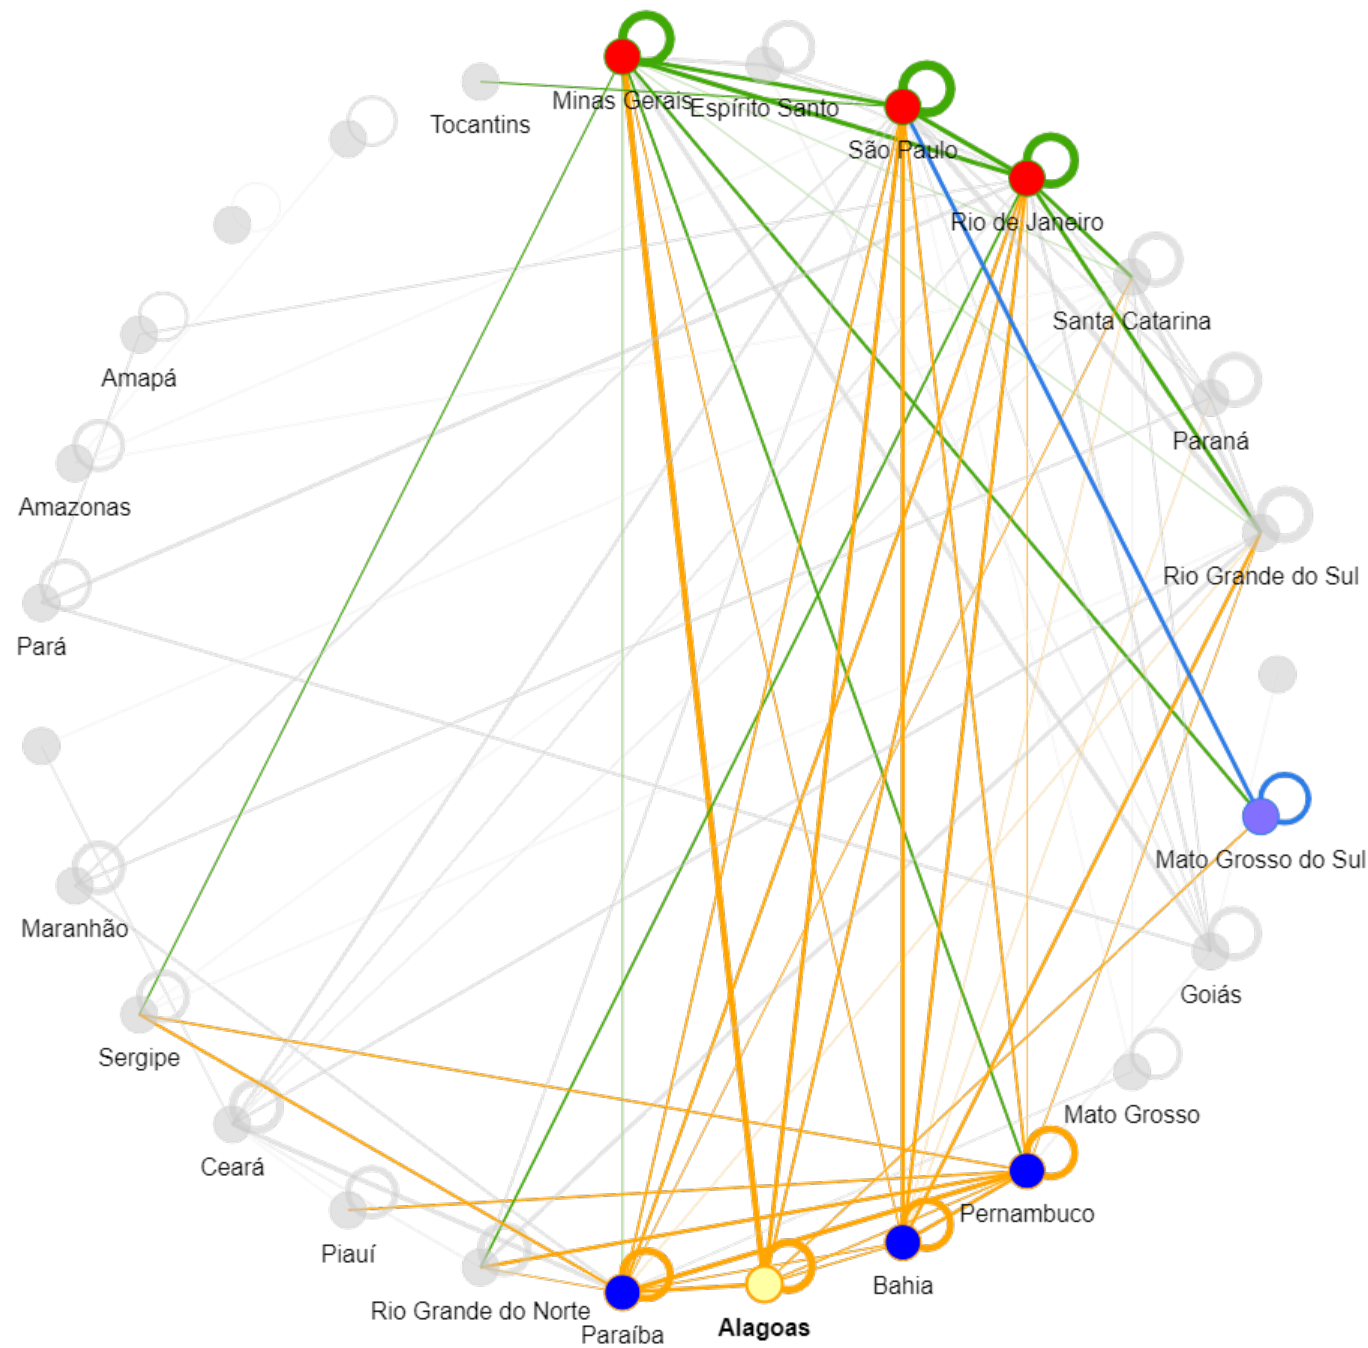 Minas Gerais
Espírito Santo
Tocantins
São Paulo
Rio de Janeiro
Santa Catarina
Amapá
Paraná
Amazonas
Rio Grande do Sul
Pará
Mato Grosso do Sul
Maranhão
Goiás
Sergipe
Mato Grosso
Ceará
Pernambuco
Piauí
Bahia
Rio Grande do Norte
Alagoas
Paraíba